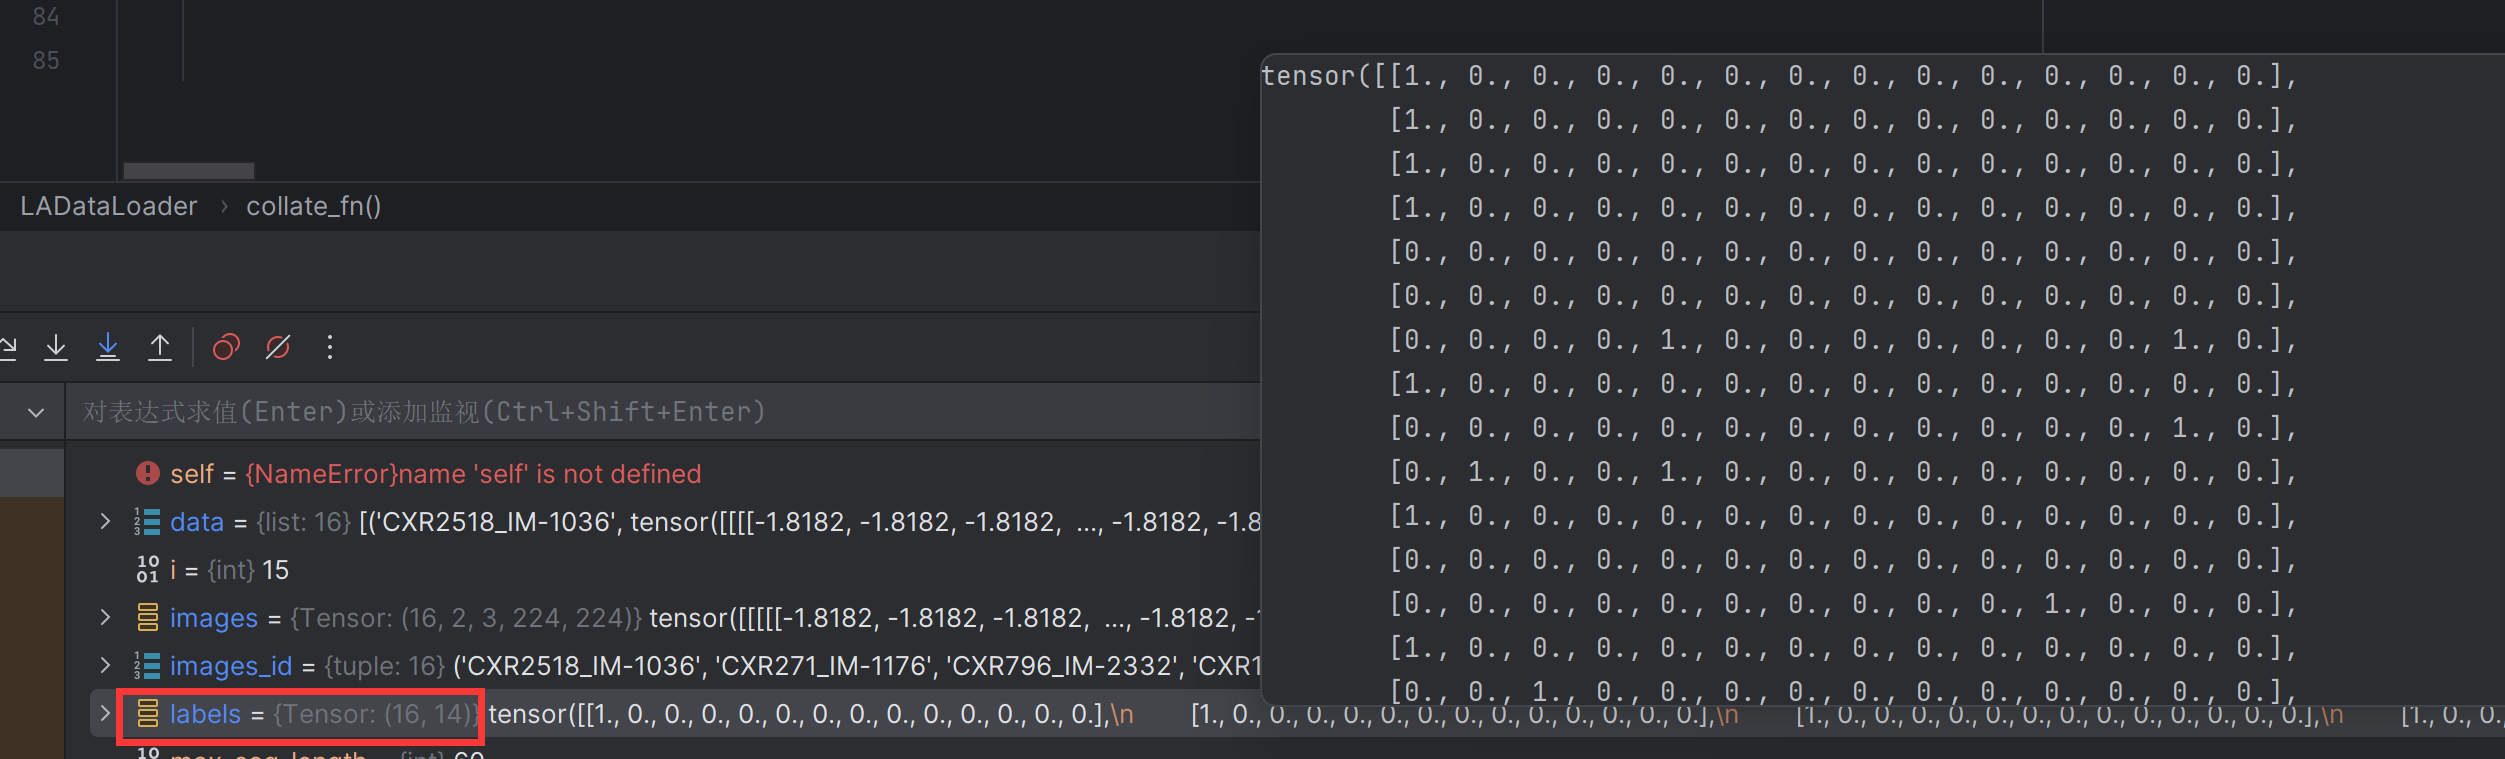 84
85
LADataLoader › collate_fn()
对表达式求值(Enter)或添加监视(Ctrl+Shift+Enter)
self = {NameError}name 'self' is not defined
data = {list: 16} [('CXR2518_IM-1036', tensor([[[[-1.8182, -1.8182, -1.8182,  ..., -1.8182, -1.8
i = {int} 15
images = {Tensor: (16, 2, 3, 224, 224)} tensor([[[[[-1.8182, -1.8182, -1.8182,  ..., -1.8182, -1
images_id = {tuple: 16} ('CXR2518_IM-1036', 'CXR271_IM-1176', 'CXR796_IM-2332', 'CXR1
labels = {Tensor: (16, 14)} tensor([[1., 0., 0., 0., 0., 0., 0., 0., 0., 0., 0., 0., 0., 0.],\n [1., 0., 0., 0., 0., 0., 0., 0., 0., 0., 0., 0., 0., 0.],\n [1., 0., 0., 0., 0., 0., 0., 0., 0., 0., 0., 0., 0., 0.],\n [1., 0., 0.,
tensor([[1., 0., 0., 0., 0., 0., 0., 0., 0., 0., 0., 0., 0., 0.],
[1., 0., 0., 0., 0., 0., 0., 0., 0., 0., 0., 0., 0., 0.],
[1., 0., 0., 0., 0., 0., 0., 0., 0., 0., 0., 0., 0., 0.],
[1., 0., 0., 0., 0., 0., 0., 0., 0., 0., 0., 0., 0., 0.],
[0., 0., 0., 0., 0., 0., 0., 0., 0., 0., 0., 0., 0., 0.],
[0., 0., 0., 0., 0., 0., 0., 0., 0., 0., 0., 0., 0., 0.],
[0., 0., 0., 0., 1., 0., 0., 0., 0., 0., 0., 0., 1., 0.],
[1., 0., 0., 0., 0., 0., 0., 0., 0., 0., 0., 0., 0., 0.],
[0., 0., 0., 0., 0., 0., 0., 0., 0., 0., 0., 0., 1., 0.],
[0., 1., 0., 0., 1., 0., 0., 0., 0., 0., 0., 0., 0., 0.],
[1., 0., 0., 0., 0., 0., 0., 0., 0., 0., 0., 0., 0., 0.],
[0., 0., 0., 0., 0., 0., 0., 0., 0., 0., 0., 0., 0., 0.],
[0., 0., 0., 0., 0., 0., 0., 0., 0., 0., 1., 0., 0., 0.],
[1., 0., 0., 0., 0., 0., 0., 0., 0., 0., 0., 0., 0., 0.],
[0., 0., 1., 0., 0., 0., 0., 0., 0., 0., 0., 0., 0., 0.],